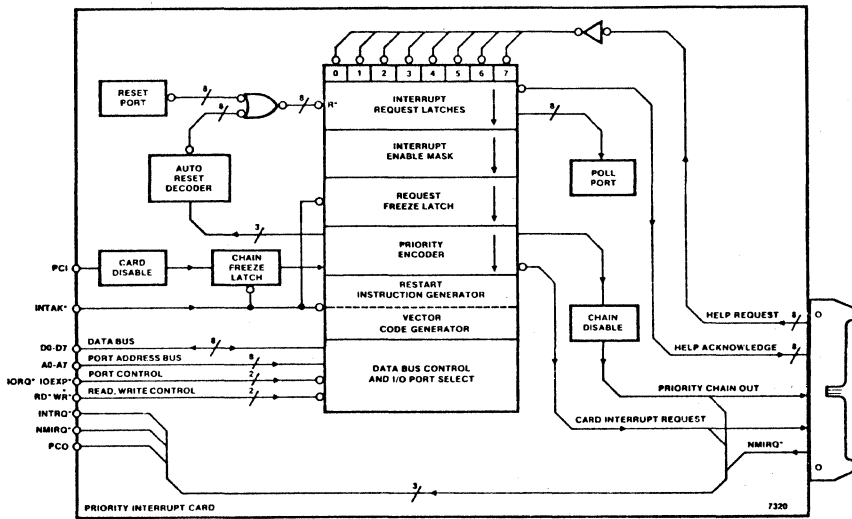 0 1 2 3 4 5 6 7
RESET
PORT
8
8
8
R*
INTERRUPT
REQUEST LATCHES
8
POLL
PORT
INTERRUPT
ENABLE MASK
AUTO
RESET
DECODER
REQUEST
FREEZE LATCH
3
PCI
CARD
DISABLE
CHAIN
FREEZE
LATCH
PRIORITY
ENCODER
RESTART
INSTRUCTION GENERATOR
INTAK*
VECTOR
CODE GENERATOR
CHAIN
DISABLE
HELP REQUEST
8
HELP ACKNOWLEDGE
8
D0-D7
DATA BUS
8
A0-A7
PORT ADDRESS BUS
8
IORQ* IOEXP*
PORT CONTROL
2
RD* WR*
READ, WRITE CONTROL
2
DATA BUS CONTROL
AND I/O PORT SELECT
PRIORITY CHAIN OUT
CARD INTERRUPT REQUEST
INTRQ*
NMIRQ*
PCO
NMIRQ*
3
PRIORITY INTERRUPT CARD
7320